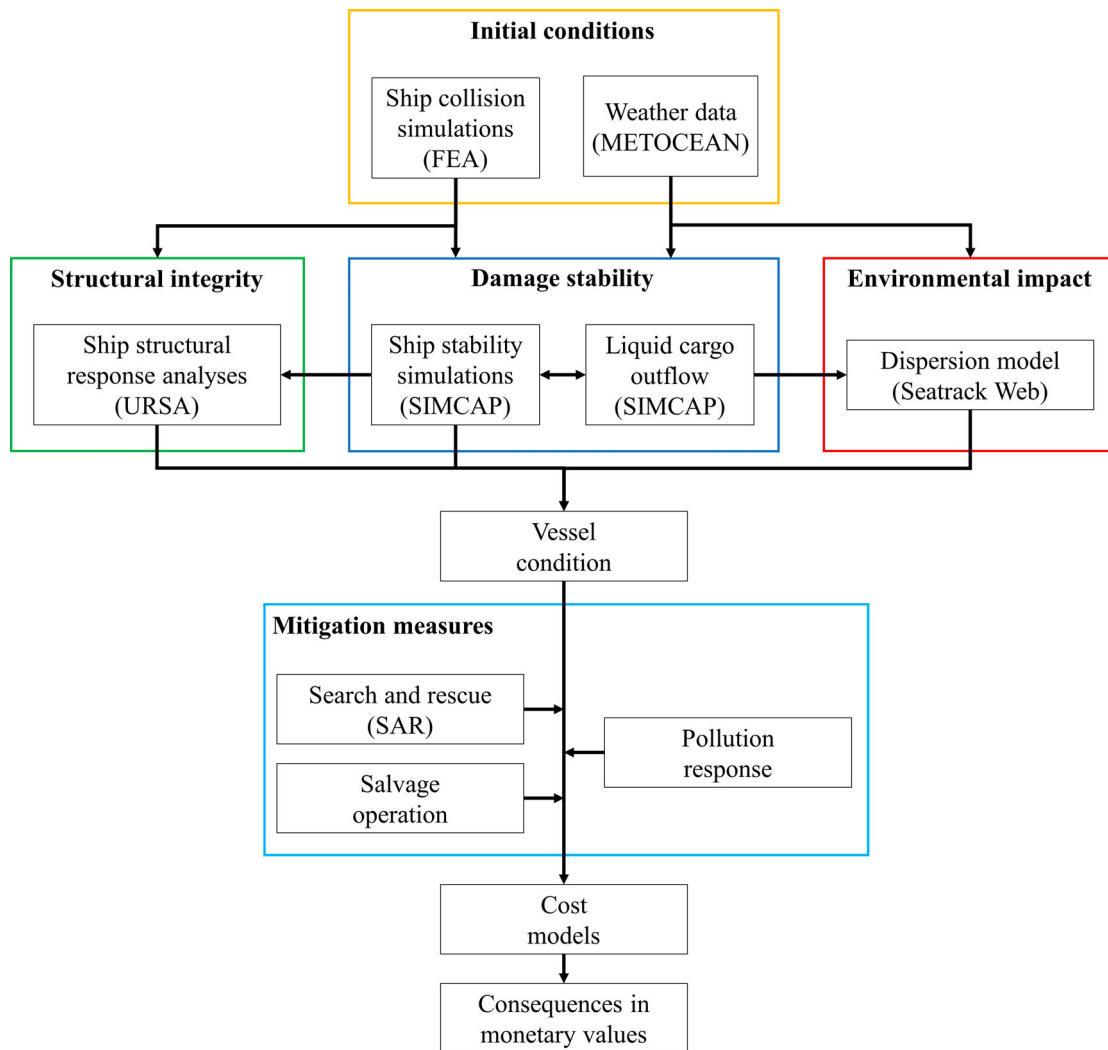 Initial conditions
Ship collision
simulations
(FEA)
Weather data
(METOCEAN)
Structural integrity
Ship structural
response analyses
(URSA)
Damage stability
Ship stability
simulations
(SIMCAP)
Liquid cargo
outflow
(SIMCAP)
Environmental impact
Dispersion model
(Seatrack Web)
Vessel
condition
Mitigation measures
Search and rescue
(SAR)
Pollution
response
Salvage
operation
Cost
models
Consequences in
monetary values